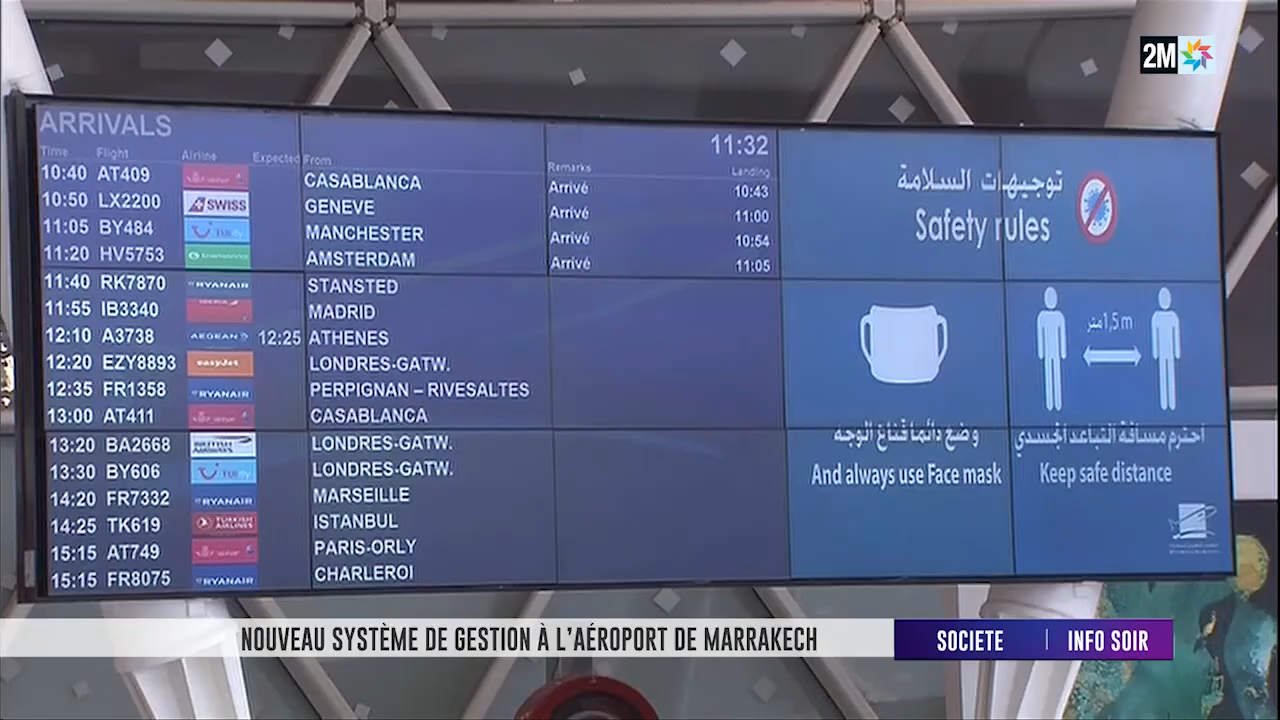 2M
ARRIVALS
11:32
Time Flight Airline Expected From Remarks Landing
10:40 AT409 CASABLANCA Arrivé 10:43
10:50 LX2200 SWISS GENEVE Arrivé 11:00
11:05 BY484 TUIfly MANCHESTER Arrivé 10:54
11:20 HV5753 AMSTERDAM Arrivé 11:05
11:40 RK7870 RYANAIR STANSTED
11:55 IB3340 IBERIA MADRID
12:10 A3738 AEGEAN 12:25 ATHENES
12:20 EZY8893 easyJet LONDRES-GATW.
12:35 FR1358 RYANAIR PERPIGNAN – RIVESALTES
13:00 AT411 CASABLANCA
13:20 BA2668 BRITISH AIRWAYS LONDRES-GATW.
13:30 BY606 TUIfly LONDRES-GATW.
14:20 FR7332 RYANAIR MARSEILLE
14:25 TK619 TURKISH AIRLINES ISTANBUL
15:15 AT749 PARIS-ORLY
15:15 FR8075 RYANAIR CHARLEROI
توجيهات السلامة
Safety rules
1,5 m متر
وضع دائما قناع الوجه
And always use Face mask
احترم مسافة التباعد الجسدي
Keep safe distance
NOUVEAU SYSTÈME DE GESTION À L'AÉROPORT DE MARRAKECH
SOCIETE | INFO SOIR